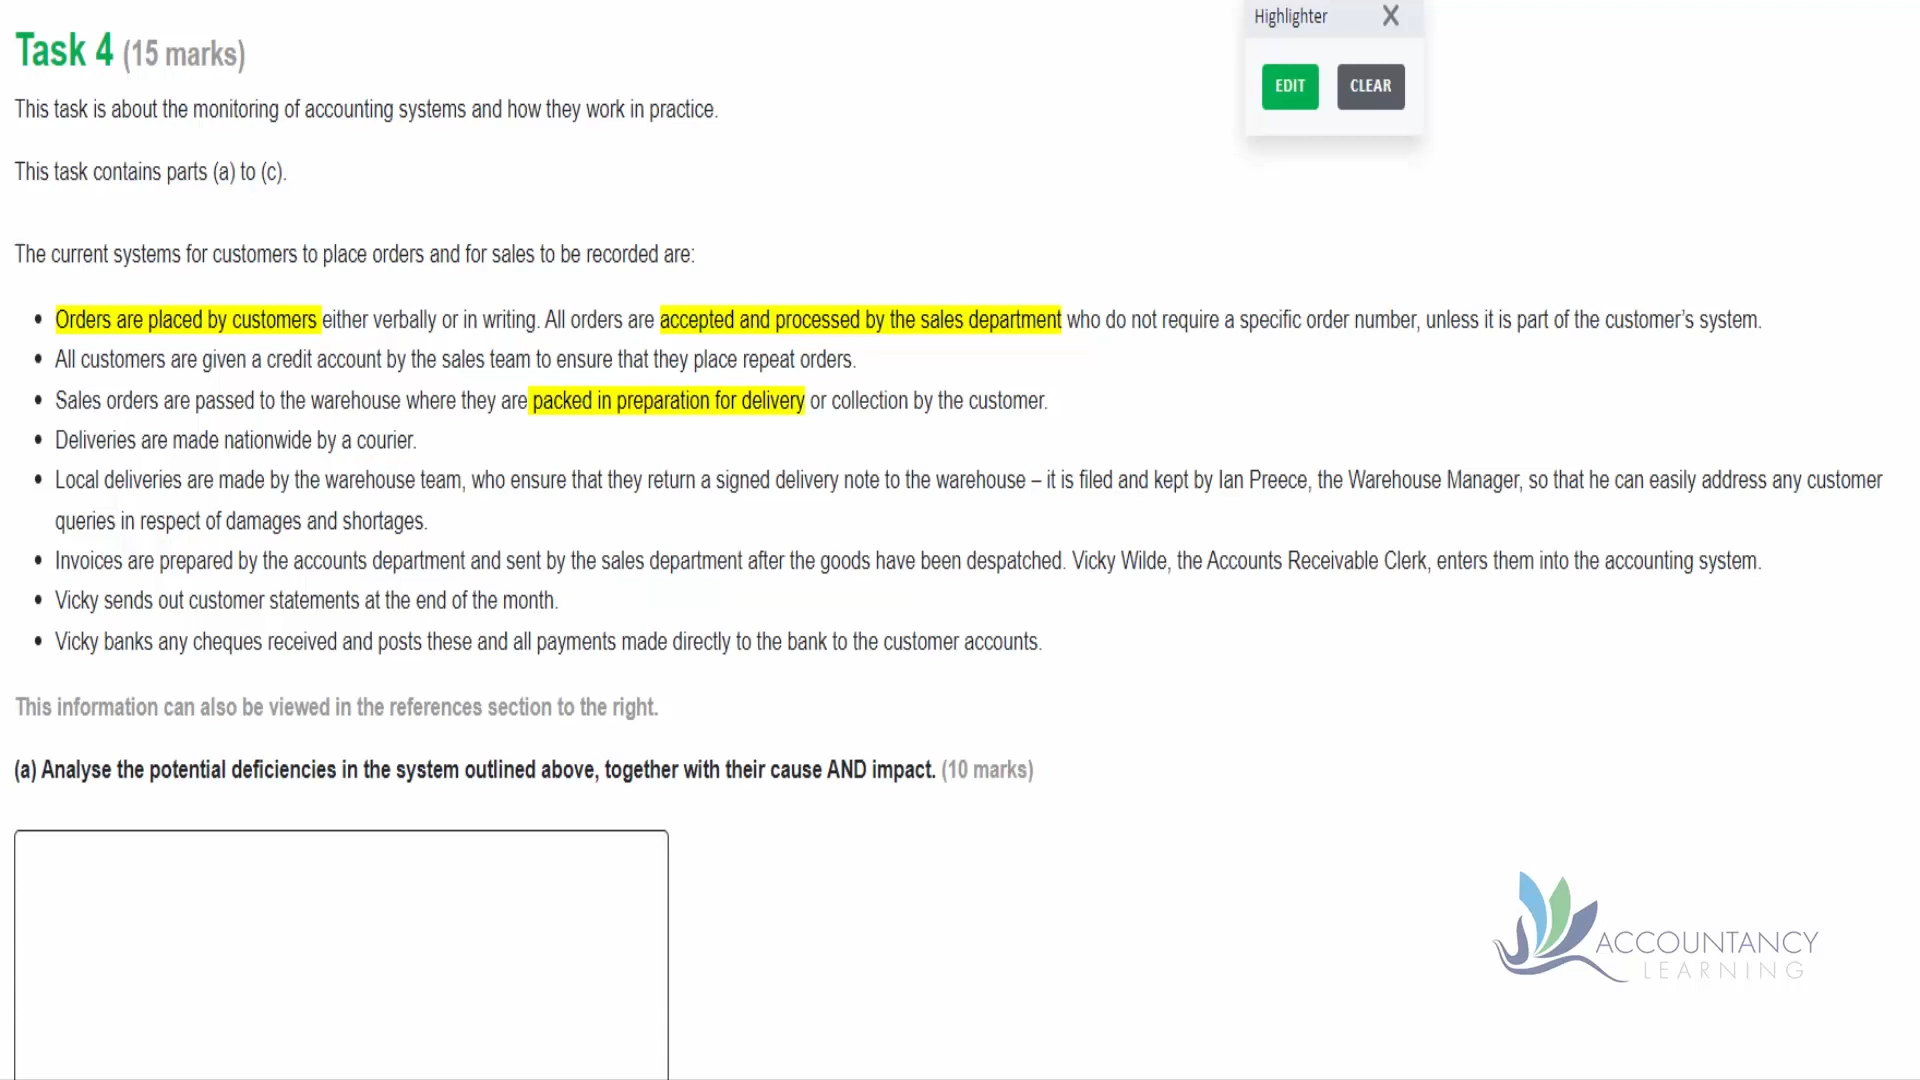 Highlighter X
Task 4 (15 marks)
EDIT CLEAR
This task is about the monitoring of accounting systems and how they work in practice.
This task contains parts (a) to (c).
The current systems for customers to place orders and for sales to be recorded are:
• Orders are placed by customers either verbally or in writing. All orders are accepted and processed by the sales department who do not require a specific order number, unless it is part of the customer's system.
• All customers are given a credit account by the sales team to ensure that they place repeat orders.
• Sales orders are passed to the warehouse where they are packed in preparation for delivery or collection by the customer.
• Deliveries are made nationwide by a courier.
• Local deliveries are made by the warehouse team, who ensure that they return a signed delivery note to the warehouse – it is filed and kept by Ian Preece, the Warehouse Manager, so that he can easily address any customer
queries in respect of damages and shortages.
• Invoices are prepared by the accounts department and sent by the sales department after the goods have been despatched. Vicky Wilde, the Accounts Receivable Clerk, enters them into the accounting system.
• Vicky sends out customer statements at the end of the month.
• Vicky banks any cheques received and posts these and all payments made directly to the bank to the customer accounts.
This information can also be viewed in the references section to the right.
(a) Analyse the potential deficiencies in the system outlined above, together with their cause AND impact. (10 marks)
ACCOUNTANCY
LEARNING